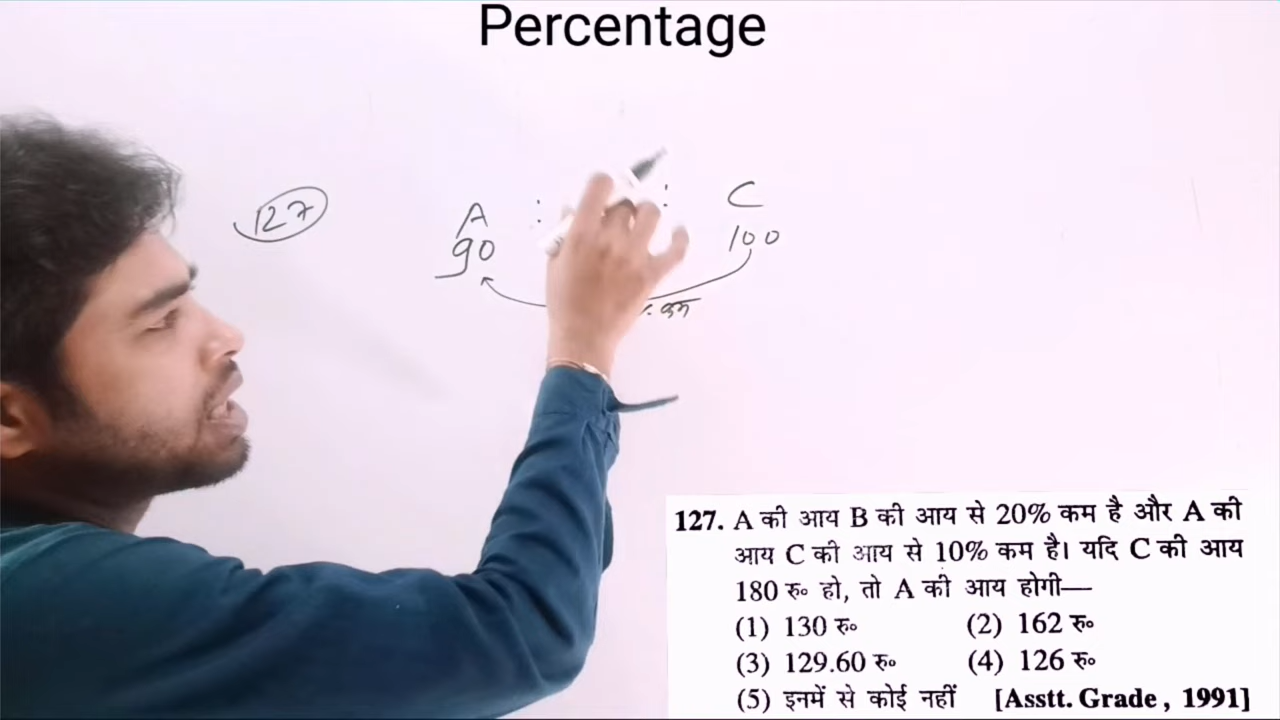 Percentage
127
A : : C
90 100
कम
127. A की आय B की आय से 20% कम है और A की
आय C की आय से 10% कम है। यदि C की आय
180 रु० हो, तो A की आय होगी—
(1) 130 रु० (2) 162 रु०
(3) 129.60 रु० (4) 126 रु०
(5) इनमें से कोई नहीं [Asstt. Grade, 1991]